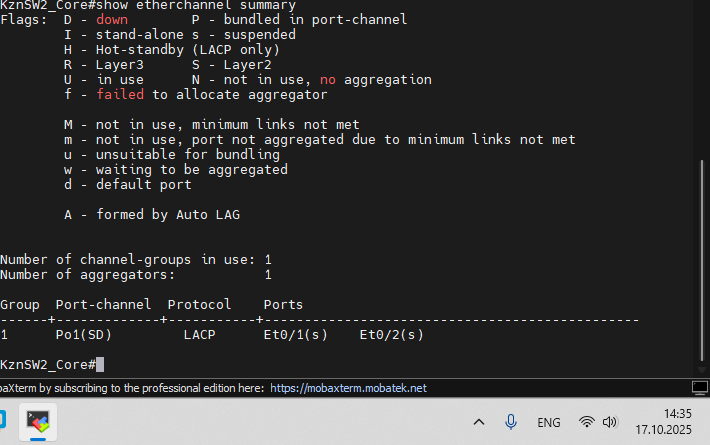 KznSW2_Core#show etherchannel summary
Flags:  D - down        P - bundled in port-channel
        I - stand-alone s - suspended
        H - Hot-standby (LACP only)
        R - Layer3      S - Layer2
        U - in use      N - not in use, no aggregation
        f - failed to allocate aggregator

        M - not in use, minimum links not met
        m - not in use, port not aggregated due to minimum links not met
        u - unsuitable for bundling
        w - waiting to be aggregated
        d - default port

        A - formed by Auto LAG


Number of channel-groups in use: 1
Number of aggregators:           1

Group  Port-channel  Protocol    Ports
------+-------------+-----------+-----------------------------------------------
1      Po1(SD)         LACP      Et0/1(s)    Et0/2(s)

KznSW2_Core#
baXterm by subscribing to the professional edition here: https://mobaxterm.mobatek.net
ENG
14:35
17.10.2025